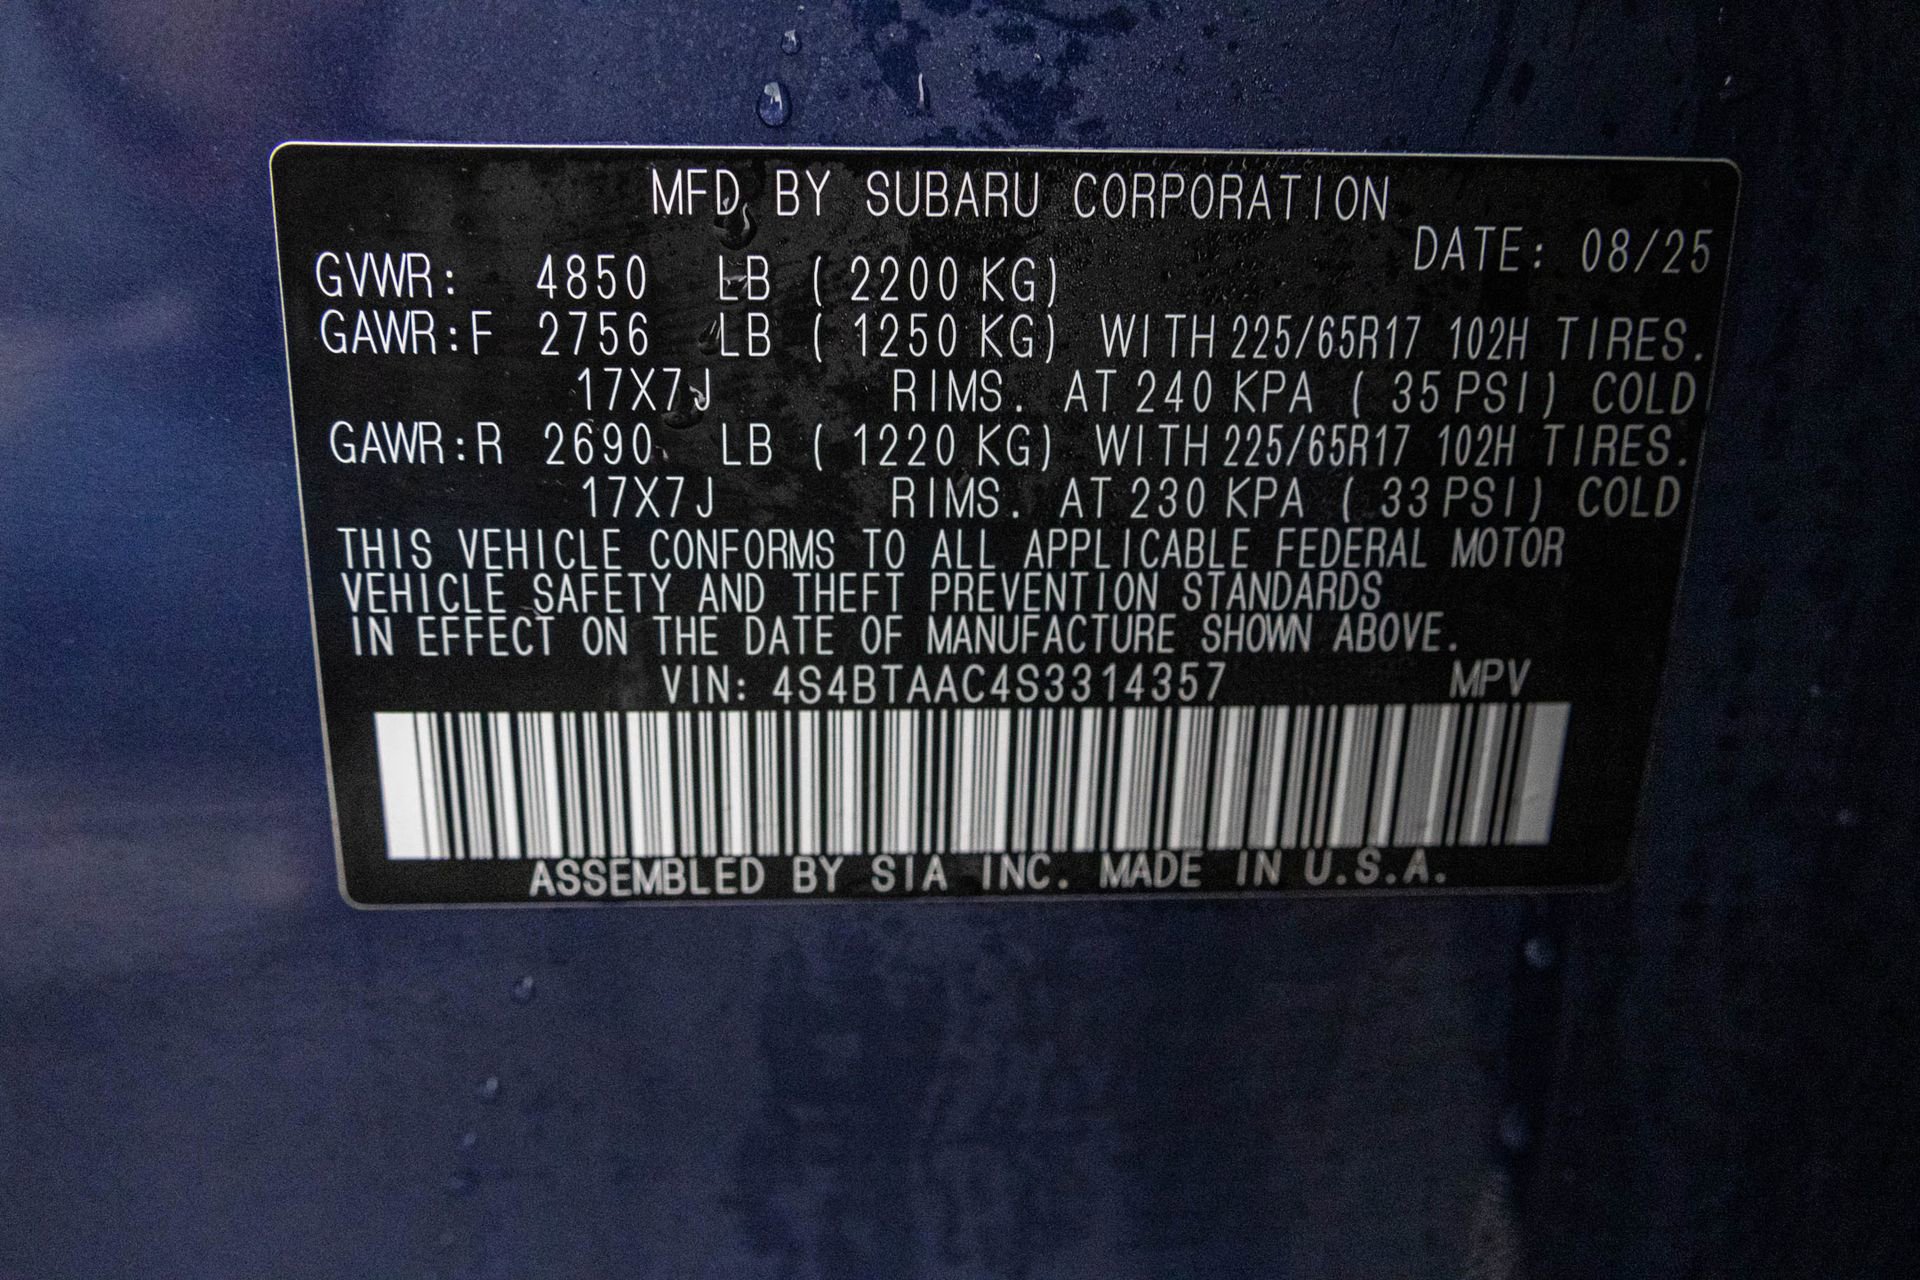 MFD BY SUBARU CORPORATION
DATE: 08/25
GVWR: 4850 LB ( 2200 KG)
GAWR:F 2756 LB ( 1250 KG) WITH 225/65R17 102H TIRES.
17X7J RIMS. AT 240 KPA ( 35 PSI) COLD
GAWR:R 2690 LB ( 1220 KG) WITH 225/65R17 102H TIRES.
17X7J RIMS. AT 230 KPA ( 33 PSI) COLD
THIS VEHICLE CONFORMS TO ALL APPLICABLE FEDERAL MOTOR
VEHICLE SAFETY AND THEFT PREVENTION STANDARDS
IN EFFECT ON THE DATE OF MANUFACTURE SHOWN ABOVE.
VIN: 4S4BTAAC4S3314357 MPV
ASSEMBLED BY SIA INC. MADE IN U.S.A.